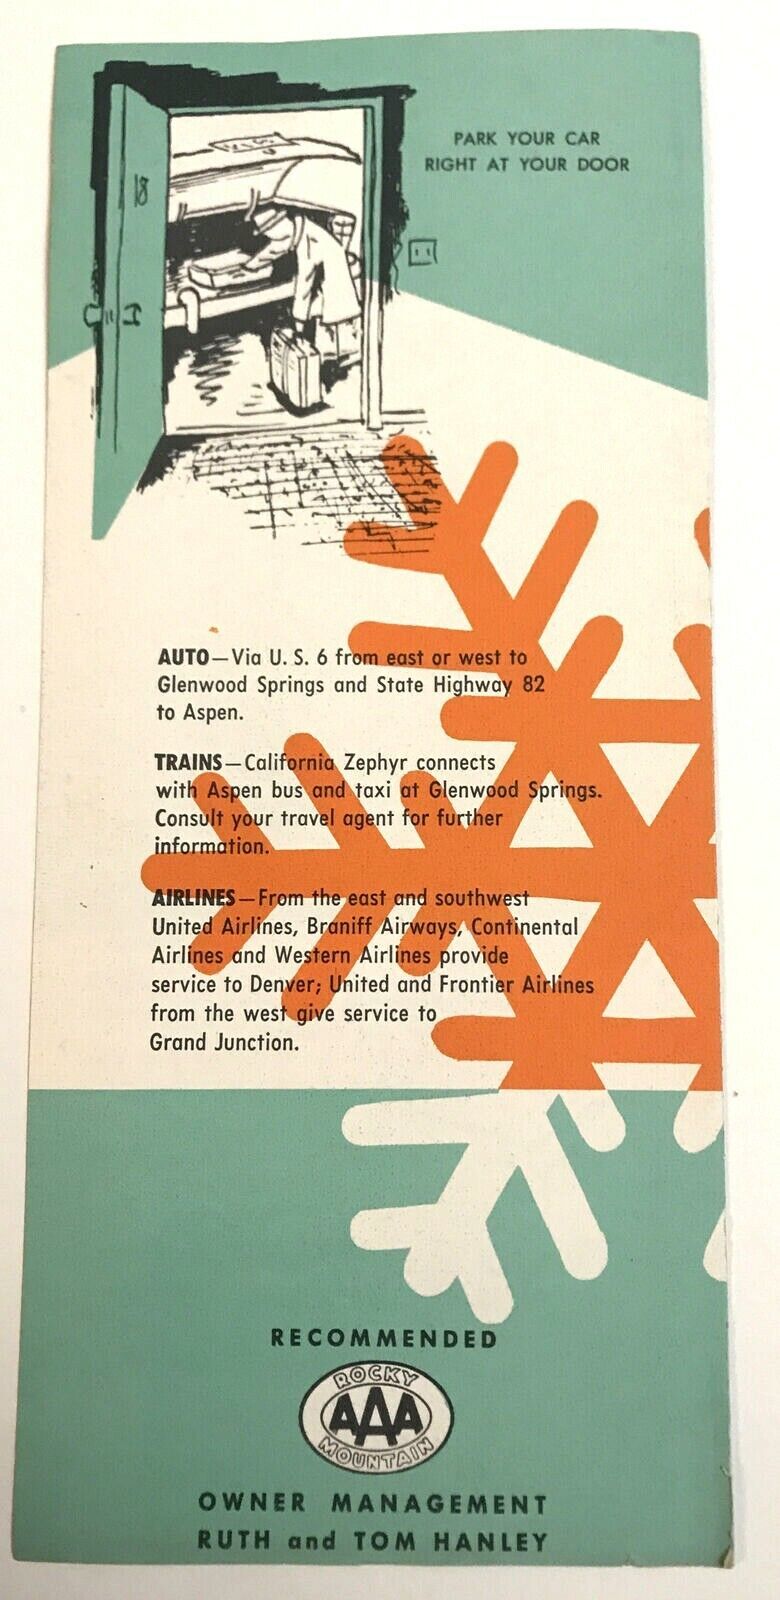 PARK YOUR CAR
RIGHT AT YOUR DOOR
18
AUTO—Via U. S. 6 from east or west to
Glenwood Springs and State Highway 82
to Aspen.
TRAINS—California Zephyr connects
with Aspen bus and taxi at Glenwood Springs.
Consult your travel agent for further
information.
AIRLINES—From the east and southwest
United Airlines, Braniff Airways, Continental
Airlines and Western Airlines provide
service to Denver; United and Frontier Airlines
from the west give service to
Grand Junction.
RECOMMENDED
ROCKY
AAA
MOUNTAIN
OWNER MANAGEMENT
RUTH and TOM HANLEY